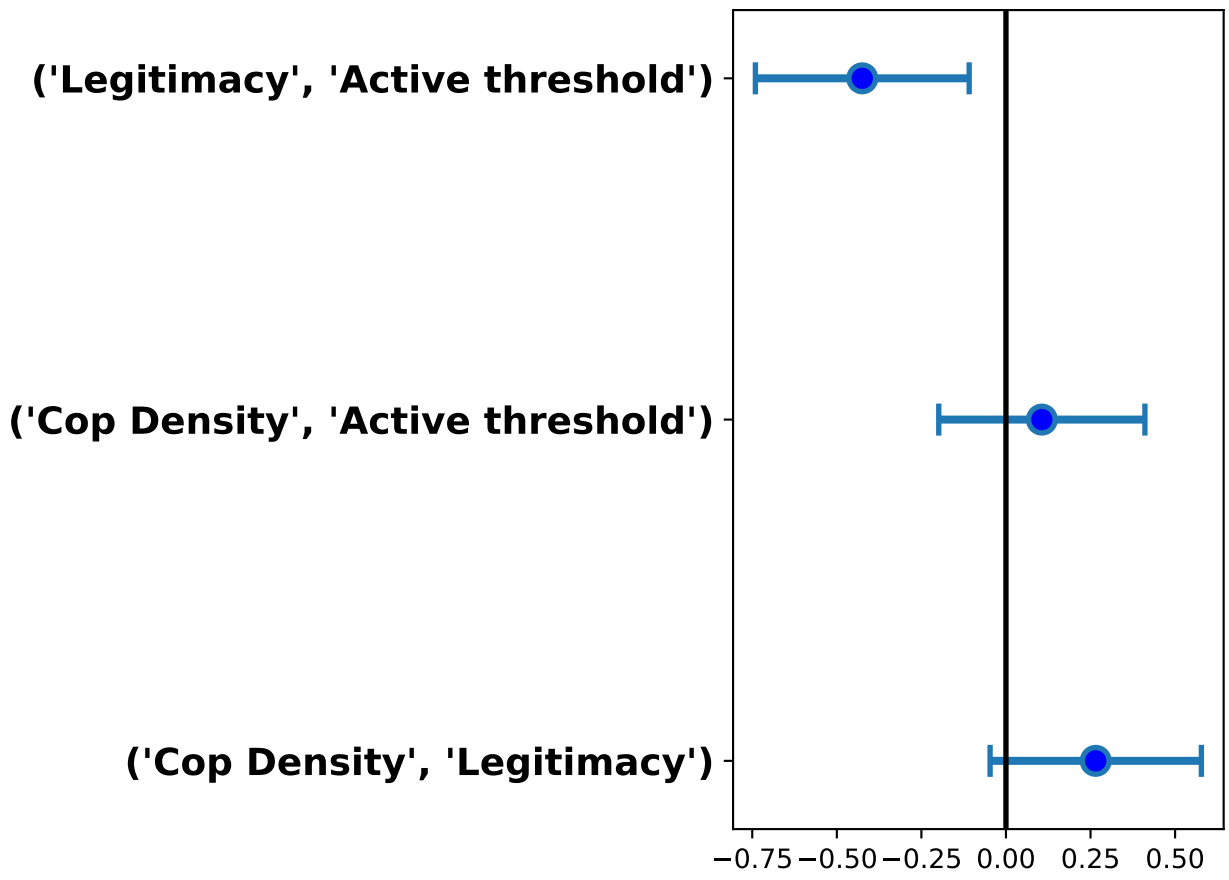 ('Legitimacy', 'Active threshold')
('Cop Density', 'Active threshold')
('Cop Density', 'Legitimacy')
−0.75 −0.50 −0.25 0.00 0.25 0.50